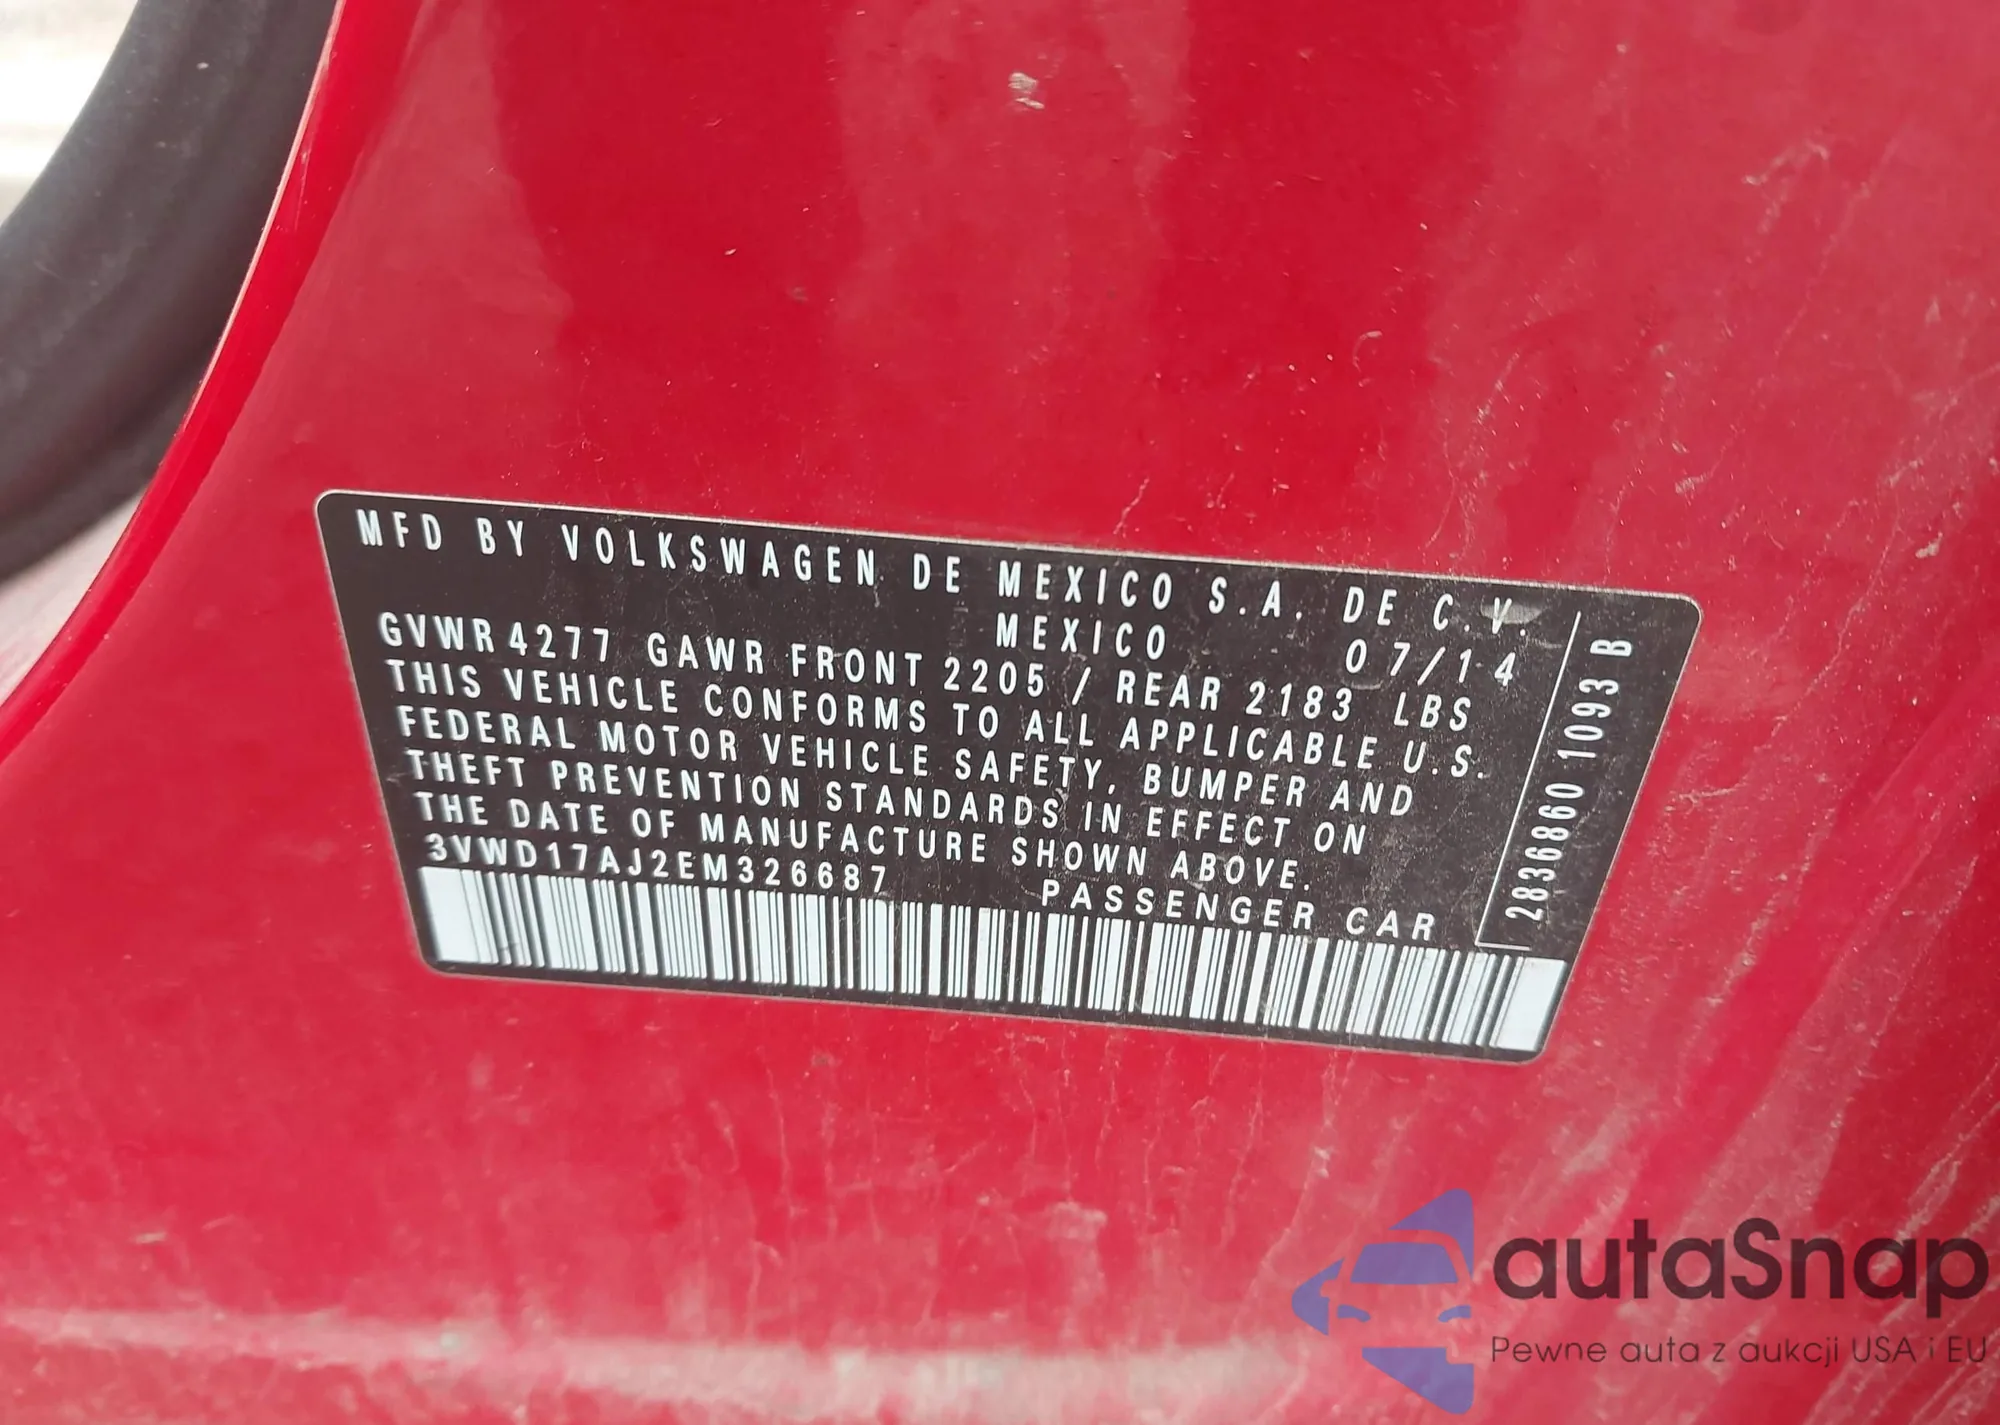 MFD BY VOLKSWAGEN DE MEXICO S.A. DE C.V.
MEXICO 07/14
GVWR 4277 GAWR FRONT 2205 / REAR 2183 LBS
THIS VEHICLE CONFORMS TO ALL APPLICABLE U.S.
FEDERAL MOTOR VEHICLE SAFETY, BUMPER AND
THEFT PREVENTION STANDARDS IN EFFECT ON
THE DATE OF MANUFACTURE SHOWN ABOVE.
3VWD17AJ2EM326687 PASSENGER CAR
2836860 1093 B
autaSnap
Pewne auta z aukcji USA i EU